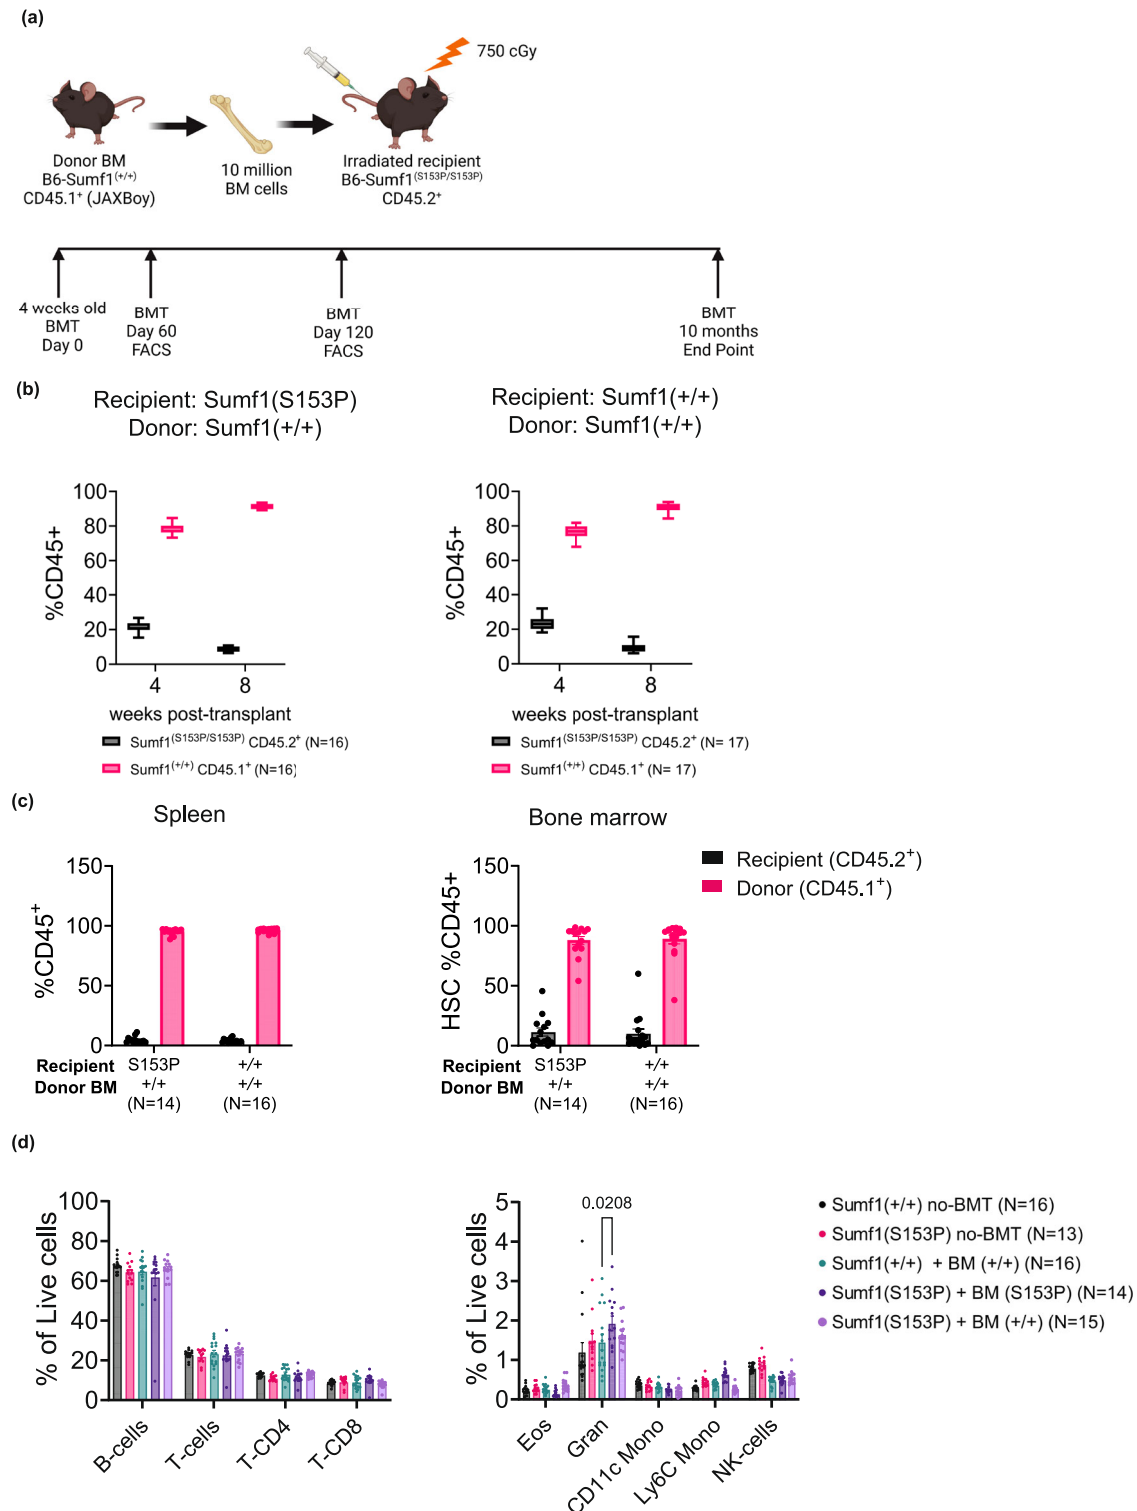 (a)
750 cGy
Donor BM
B6-Sumf1(+/+)
CD45.1+ (JAXBoy)
10 million
BM cells
Irradiated recipient
B6-Sumf1(S153P/S153P)
CD45.2+
4 weeks old
BMT
Day 0
BMT
Day 60
FACS
BMT
Day 120
FACS
BMT
10 months
End Point
(b)
Recipient: Sumf1(S153P)
Donor: Sumf1(+/+)
%CD45+
100
80
60
40
20
0
4
8
weeks post-transplant
Sumf1(S153P/S153P) CD45.2+ (N=16)
Sumf1(+/+) CD45.1+ (N=16)
Recipient: Sumf1(+/+)
Donor: Sumf1(+/+)
%CD45+
100
80
60
40
20
0
4
8
weeks post-transplant
Sumf1(S153P/S153P) CD45.2+ (N= 17)
Sumf1(+/+) CD45.1+ (N= 17)
(c)
Spleen
%CD45+
150
100
50
0
Recipient S153P +/+
Donor BM +/+ +/+
(N=14) (N=16)
Bone marrow
HSC %CD45+
150
100
50
0
S153P +/+
+/+ +/+
(N=14) (N=16)
Recipient (CD45.2+)
Donor (CD45.1+)
(d)
% of Live cells
100
80
60
40
20
0
B-cells
T-cells
T-CD4
T-CD8
% of Live cells
5
4
3
2
1
0
0.0208
Eos
Gran
CD11c Mono
Ly6C Mono
NK-cells
Sumf1(+/+) no-BMT (N=16)
Sumf1(S153P) no-BMT (N=13)
Sumf1(+/+) + BM (+/+) (N=16)
Sumf1(S153P) + BM (S153P) (N=14)
Sumf1(S153P) + BM (+/+) (N=15)